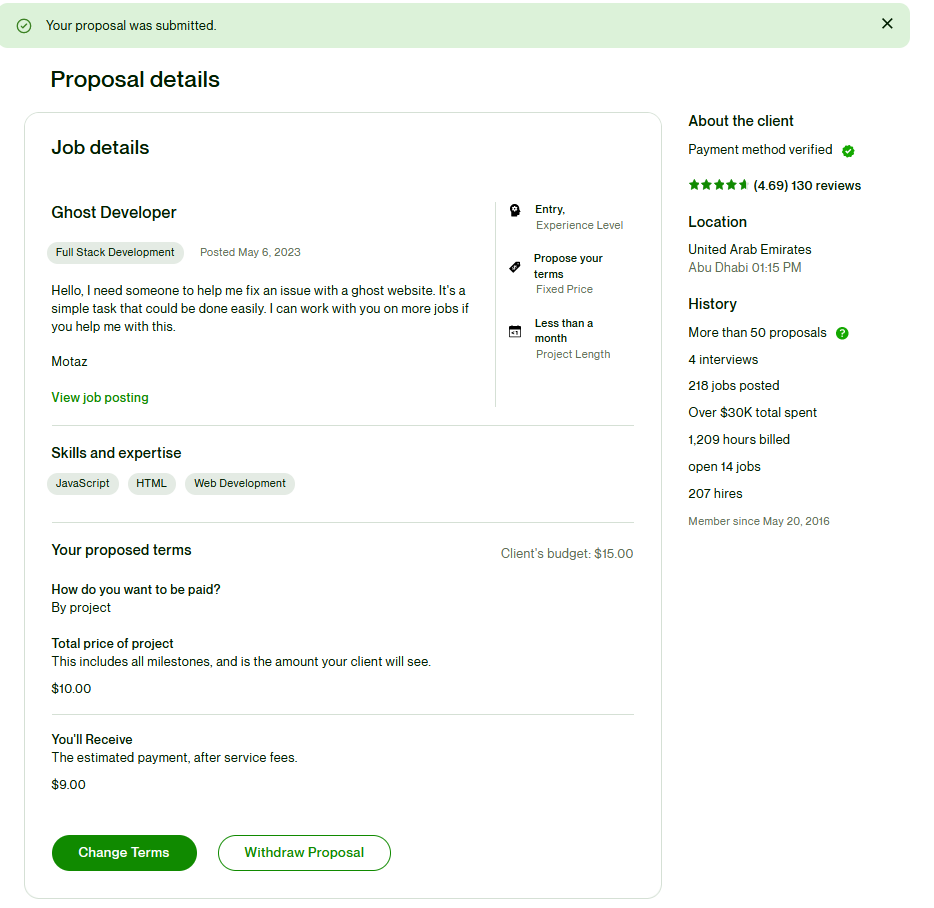 Your proposal was submitted.
Proposal details
Job details
Ghost Developer
Full Stack Development
Posted May 6, 2023
Hello, I need someone to help me fix an issue with a ghost website. It's a
simple task that could be done easily. I can work with you on more jobs if
you help me with this.
Motaz
View job posting
Entry,
Experience Level
Propose your
terms
Fixed Price
<1
Less than a
month
Project Length
Skills and expertise
JavaScript
HTML
Web Development
Your proposed terms
Client's budget: $15.00
How do you want to be paid?
By project
Total price of project
This includes all milestones, and is the amount your client will see.
$10.00
You'll Receive
The estimated payment, after service fees.
$9.00
Change Terms
Withdraw Proposal
About the client
Payment method verified
(4.69) 130 reviews
Location
United Arab Emirates
Abu Dhabi 01:15 PM
History
More than 50 proposals ?
4 interviews
218 jobs posted
Over $30K total spent
1,209 hours billed
open 14 jobs
207 hires
Member since May 20, 2016